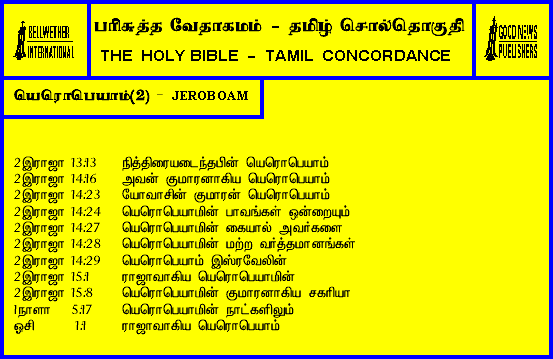 BELLWETHER
INTERNATIONAL
பரிசுத்த வேதாகமம் - தமிழ் சொல்தொகுதி
THE HOLY BIBLE - TAMIL CONCORDANCE
GOOD NEWS
PUBLISHERS
யெரொபெயாம்(2) - JEROBOAM
2இராஜா 13:13 நித்திரையடைந்தபின் யெரொபெயாம்
2இராஜா 14:16 அவன் குமாரனாகிய யெரொபெயாம்
2இராஜா 14:23 யோவாசின் குமாரன் யெரொபெயாம்
2இராஜா 14:24 யெரொபெயாமின் பாவங்கள் ஒன்றையும்
2இராஜா 14:27 யெரொபெயாமின் கையால் அவர்களை
2இராஜா 14:28 யெரொபெயாமின் மற்ற வர்த்தமானங்கள்
2இராஜா 14:29 யெரொபெயாம் இஸ்ரவேலின்
2இராஜா 15:1 ராஜாவாகிய யெரொபெயாமின்
2இராஜா 15:8 யெரொபெயாமின் குமாரனாகிய சகரியா
1நாளா 5:17 யெரொபெயாமின் நாட்களிலும்
ஒசி 1:1 ராஜாவாகிய யெரொபெயாம்